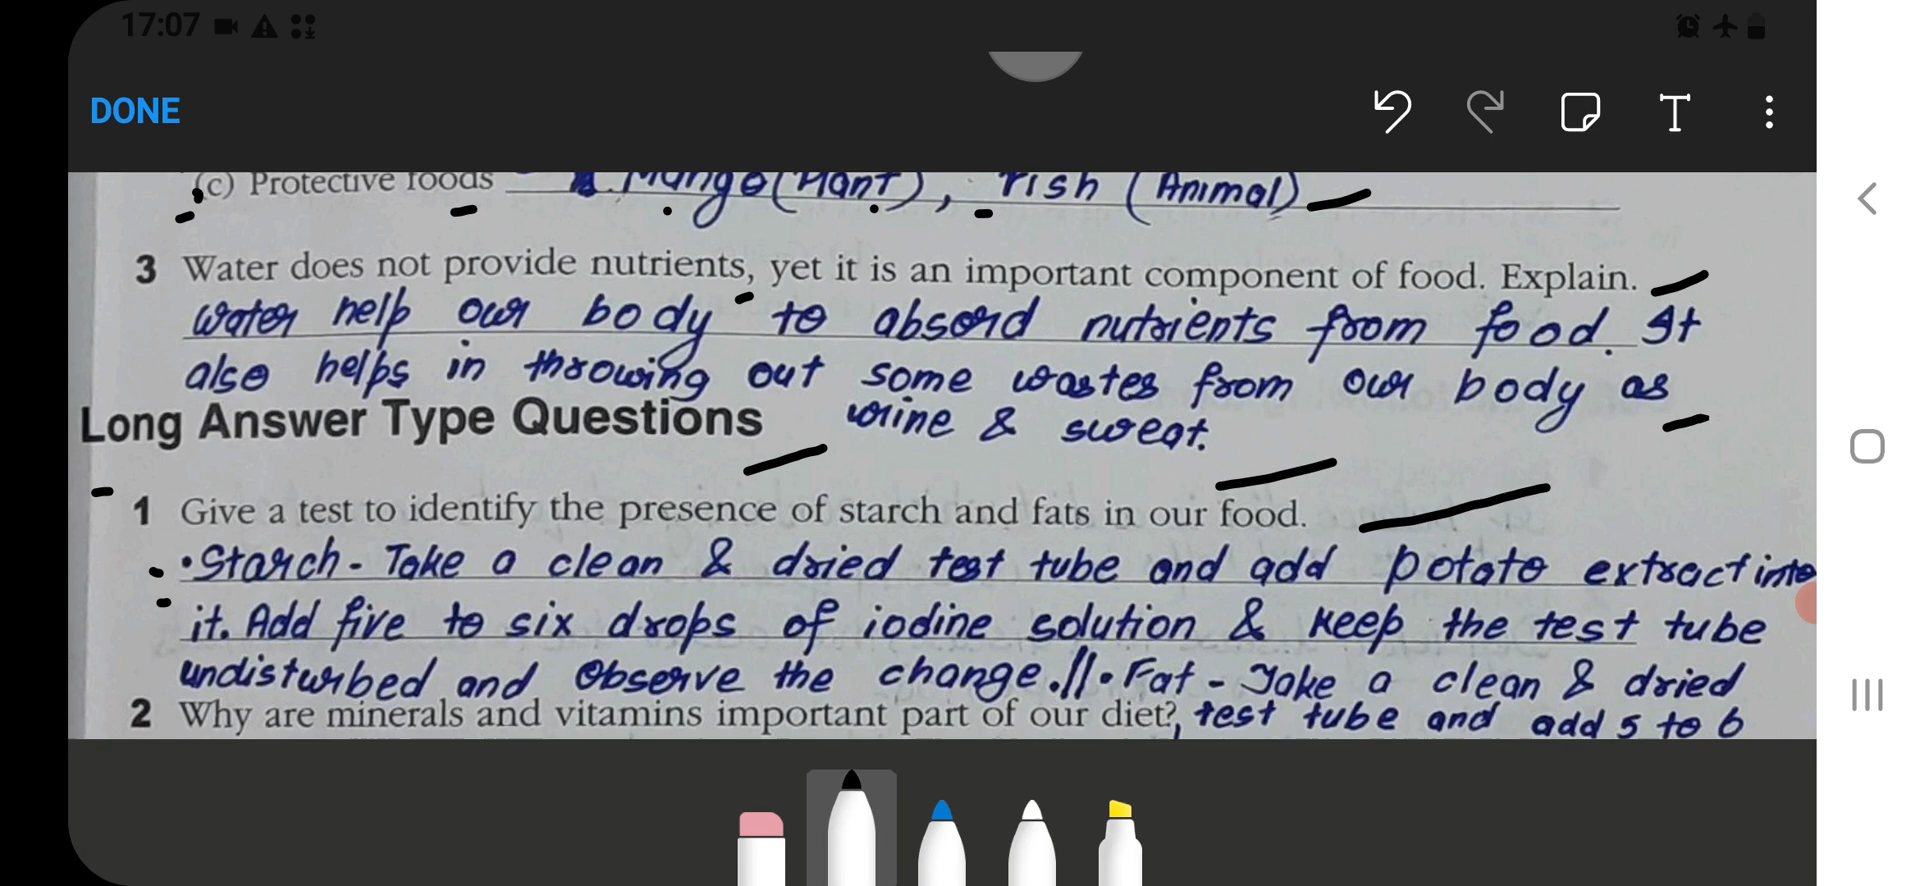 17:07
DONE
T
(c) Protective foods Mango (Plant), Fish (Animal)
3 Water does not provide nutrients, yet it is an important component of food. Explain.
water help our body to absord nutrients from food. It
also helps in throwing out some wastes from our body as
urine & sweat.
Long Answer Type Questions
1 Give a test to identify the presence of starch and fats in our food.
• Starch - Take a clean & dried test tube and add potato extract into
it. Add five to six drops of iodine solution & keep the test tube
undisturbed and observe the change.//• Fat - Take a clean & dried
2 Why are minerals and vitamins important part of our diet?, test tube and add 5 to 6